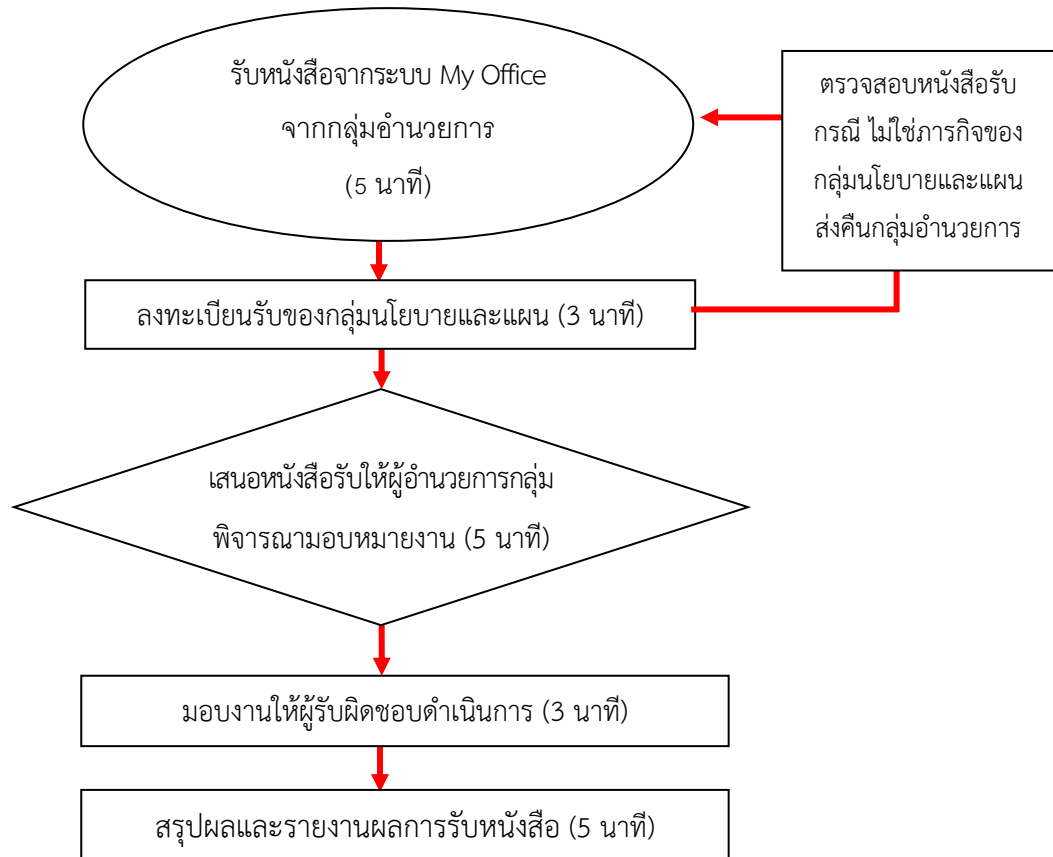 รับหนังสือจากระบบ My Office
จากกลุ่มอำนวยการ
(5 นาที)
ตรวจสอบหนังสือรับ
กรณี ไม่ใช่ภารกิจของ
กลุ่มนโยบายและแผน
ส่งคืนกลุ่มอำนวยการ
ลงทะเบียนรับของกลุ่มนโยบายและแผน (3 นาที)
เสนอหนังสือรับให้ผู้อำนวยการกลุ่ม
พิจารณามอบหมายงาน (5 นาที)
มอบงานให้ผู้รับผิดชอบดำเนินการ (3 นาที)
สรุปผลและรายงานผลการรับหนังสือ (5 นาที)